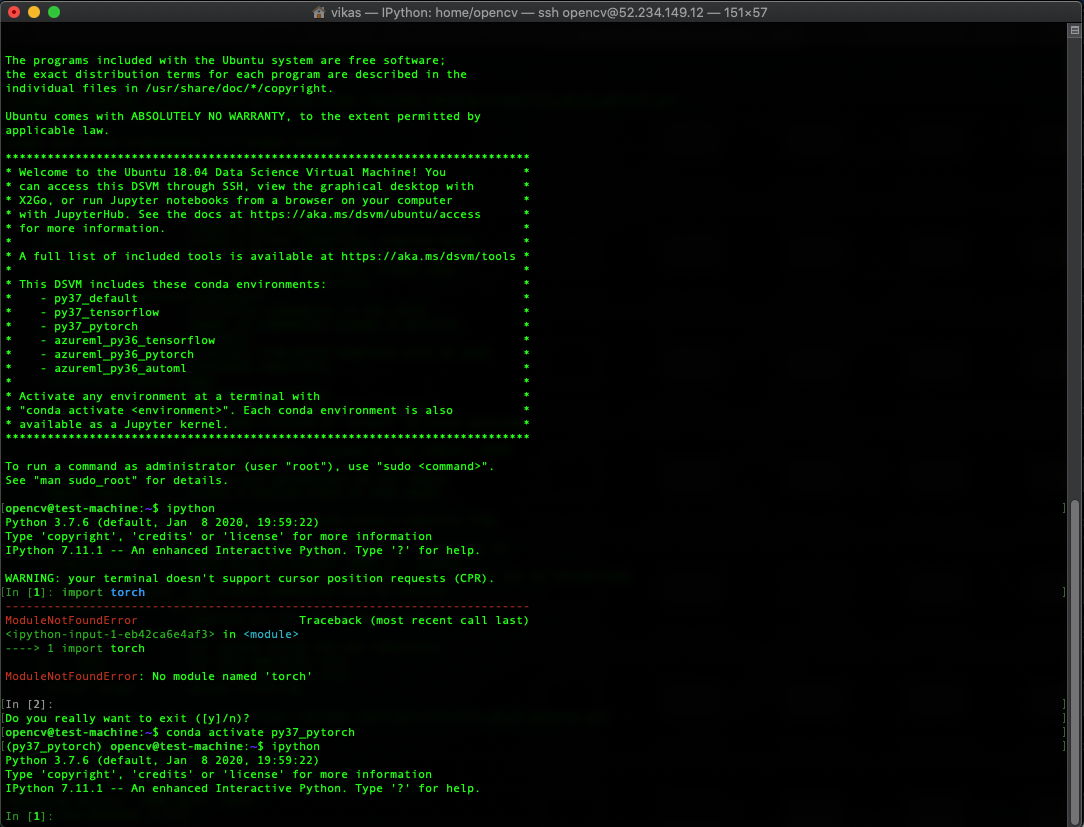 vikas — IPython: home/opencv — ssh opencv@52.234.149.12 — 151×57
The programs included with the Ubuntu system are free software;
the exact distribution terms for each program are described in the
individual files in /usr/share/doc/*/copyright.
Ubuntu comes with ABSOLUTELY NO WARRANTY, to the extent permitted by
applicable law.
***************************************************************************
* Welcome to the Ubuntu 18.04 Data Science Virtual Machine! You           *
* can access this DSVM through SSH, view the graphical desktop with       *
* X2Go, or run Jupyter notebooks from a browser on your computer          *
* with JupyterHub. See the docs at https://aka.ms/dsvm/ubuntu/access      *
* for more information.                                                   *
*                                                                         *
* A full list of included tools is available at https://aka.ms/dsvm/tools *
*                                                                         *
* This DSVM includes these conda environments:                            *
*    - py37_default                                                       *
*    - py37_tensorflow                                                    *
*    - py37_pytorch                                                       *
*    - azureml_py36_tensorflow                                            *
*    - azureml_py36_pytorch                                               *
*    - azureml_py36_automl                                                *
*                                                                         *
* Activate any environment at a terminal with                             *
* "conda activate <environment>". Each conda environment is also          *
* available as a Jupyter kernel.                                          *
***************************************************************************
To run a command as administrator (user "root"), use "sudo <command>".
See "man sudo_root" for details.
[opencv@test-machine:~$ ipython ]
Python 3.7.6 (default, Jan  8 2020, 19:59:22)
Type 'copyright', 'credits' or 'license' for more information
IPython 7.11.1 -- An enhanced Interactive Python. Type '?' for help.
WARNING: your terminal doesn't support cursor position requests (CPR).
[In [1]: import torch ]
---------------------------------------------------------------------------
ModuleNotFoundError                       Traceback (most recent call last)
<ipython-input-1-eb42ca6e4af3> in <module>
----> 1 import torch
ModuleNotFoundError: No module named 'torch'
[In [2]: ]
[Do you really want to exit ([y]/n)? ]
[opencv@test-machine:~$ conda activate py37_pytorch ]
[(py37_pytorch) opencv@test-machine:~$ ipython ]
Python 3.7.6 (default, Jan  8 2020, 19:59:22)
Type 'copyright', 'credits' or 'license' for more information
IPython 7.11.1 -- An enhanced Interactive Python. Type '?' for help.
In [1]: